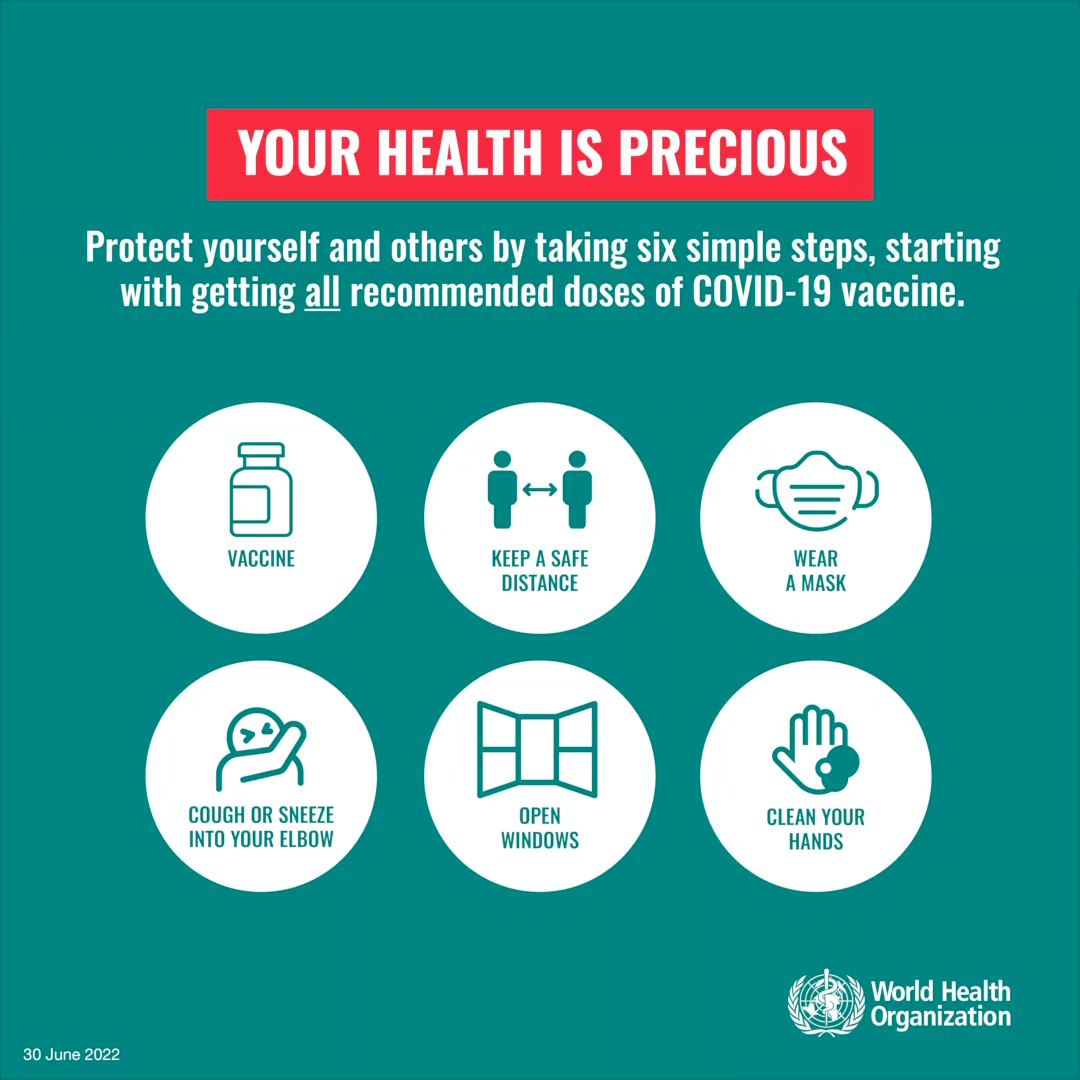 YOUR HEALTH IS PRECIOUS
Protect yourself and others by taking six simple steps, starting
with getting all recommended doses of COVID-19 vaccine.
VACCINE
KEEP A SAFE
DISTANCE
WEAR
A MASK
COUGH OR SNEEZE
INTO YOUR ELBOW
OPEN
WINDOWS
CLEAN YOUR
HANDS
World Health
Organization
30 June 2022